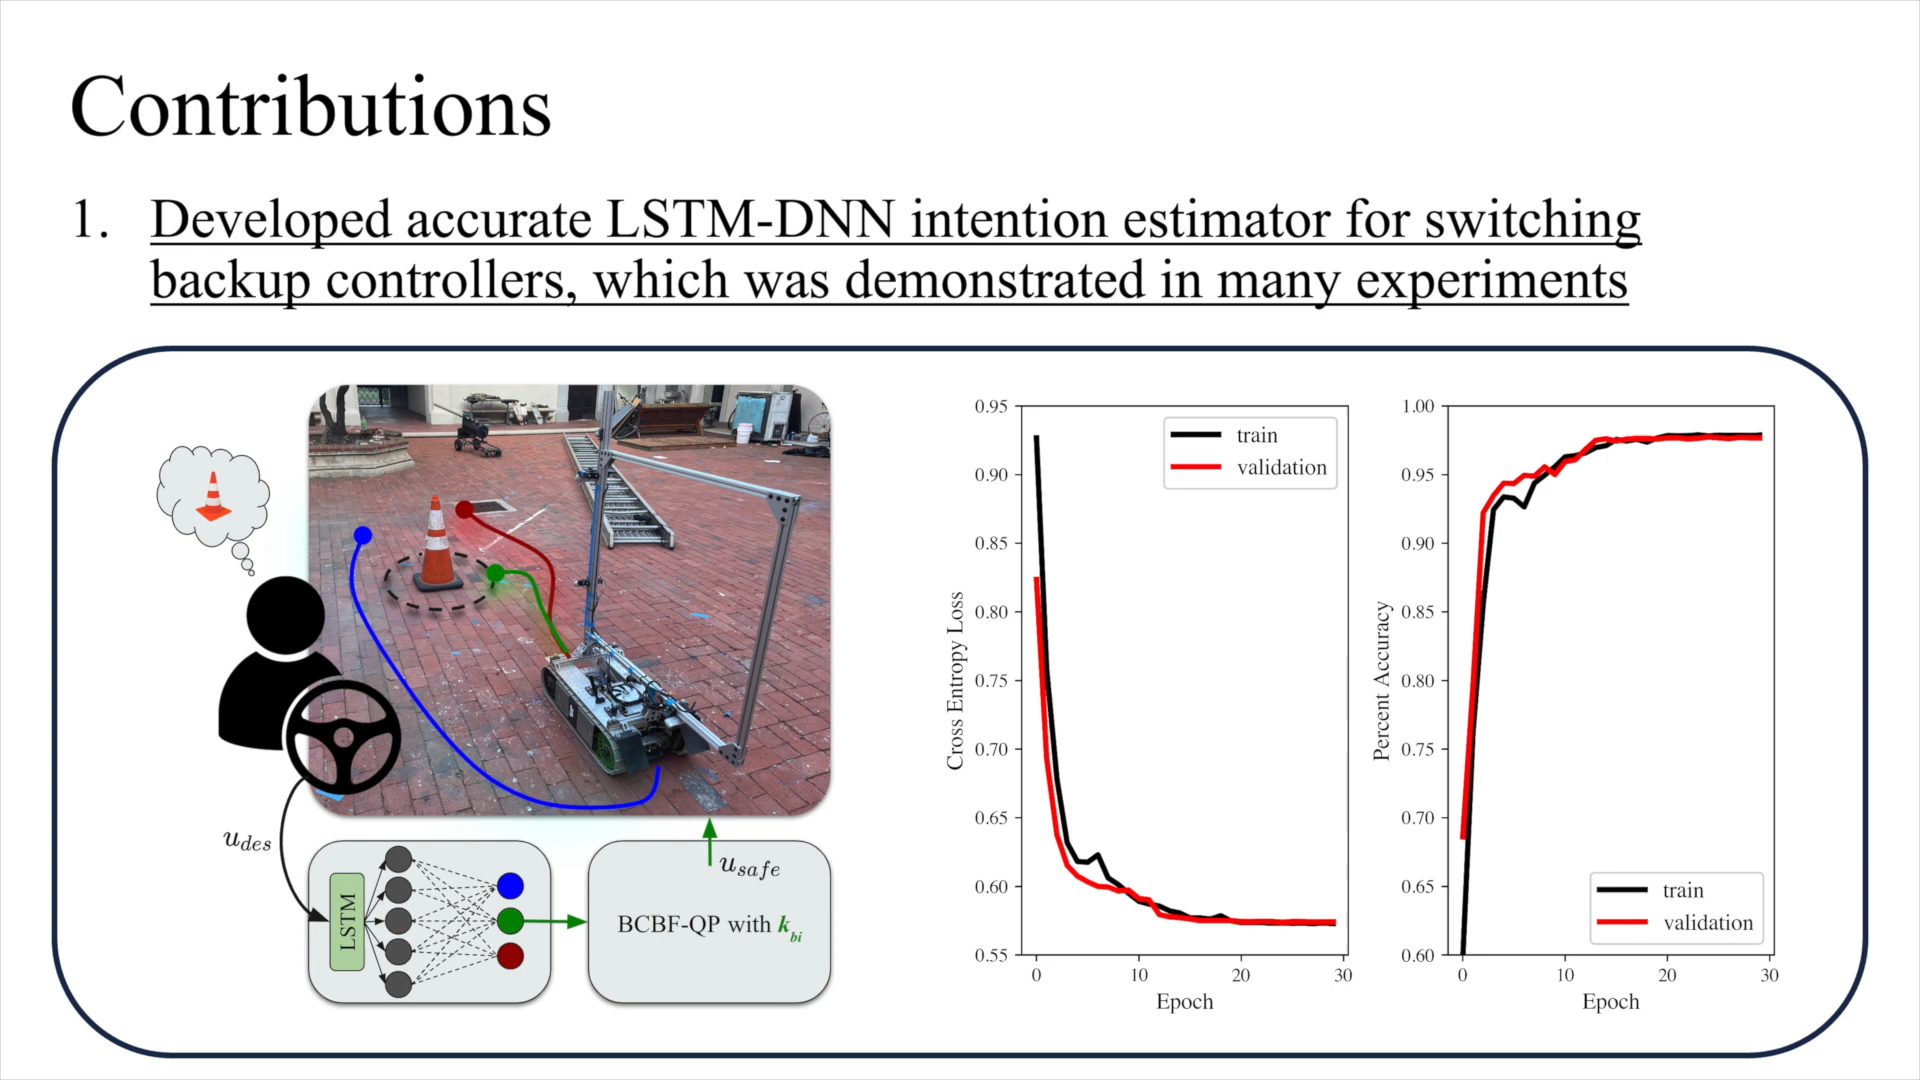 Contributions
1. Developed accurate LSTM-DNN intention estimator for switching
backup controllers, which was demonstrated in many experiments
u_des
LSTM
u_safe
BCBF-QP with k_bi
0.95
0.90
0.85
0.80
0.75
0.70
0.65
0.60
0.55
Cross Entropy Loss
train
validation
0 10 20 30
Epoch
1.00
0.95
0.90
0.85
0.80
0.75
0.70
0.65
0.60
Percent Accuracy
train
validation
0 10 20 30
Epoch